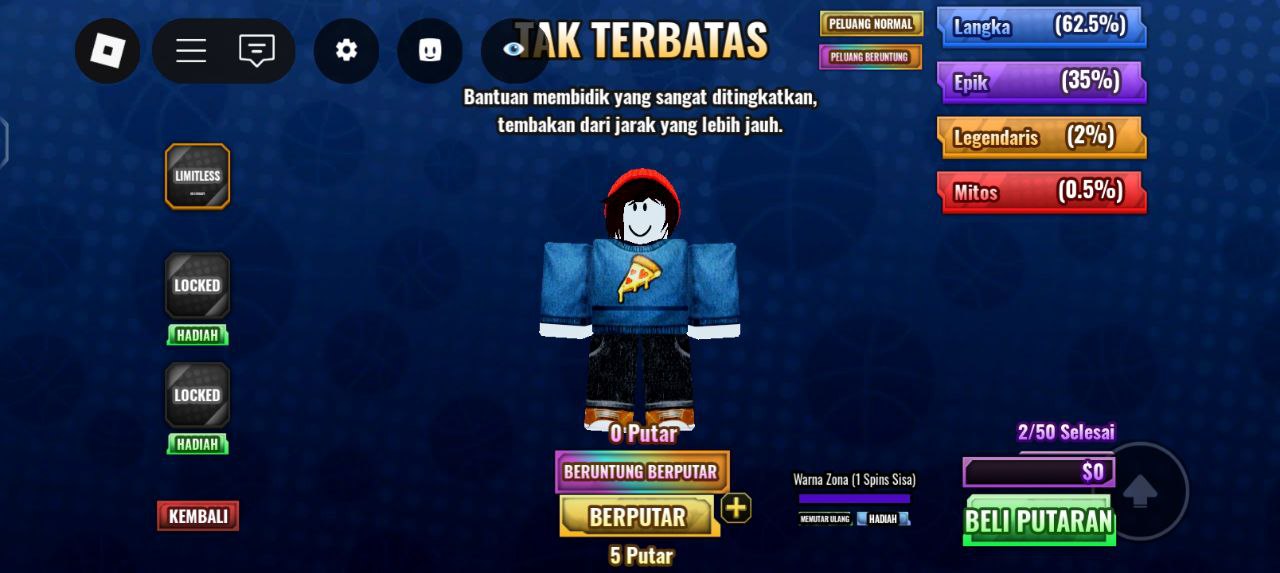 TAK TERBATAS
Bantuan membidik yang sangat ditingkatkan,
tembakan dari jarak yang lebih jauh.
PELUANG NORMAL
PELUANG BERUNTUNG
Langka (62.5%)
Epik (35%)
Legendaris (2%)
Mitos (0.5%)
LIMITLESS
LOCKED
HADIAH
LOCKED
HADIAH
KEMBALI
0 Putar
BERUNTUNG BERPUTAR
BERPUTAR
5 Putar
Warna Zona (1 Spins Sisa)
MEMUTAR ULANG
HADIAH
2/50 Selesai
$0
BELI PUTARAN